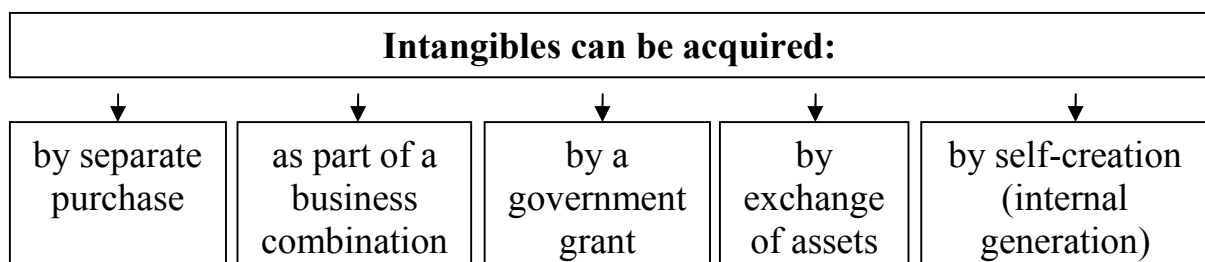 Intangibles can be acquired:
by separate
purchase
as part of a
business
combination
by a
government
grant
by
exchange
of assets
by self-creation
(internal
generation)